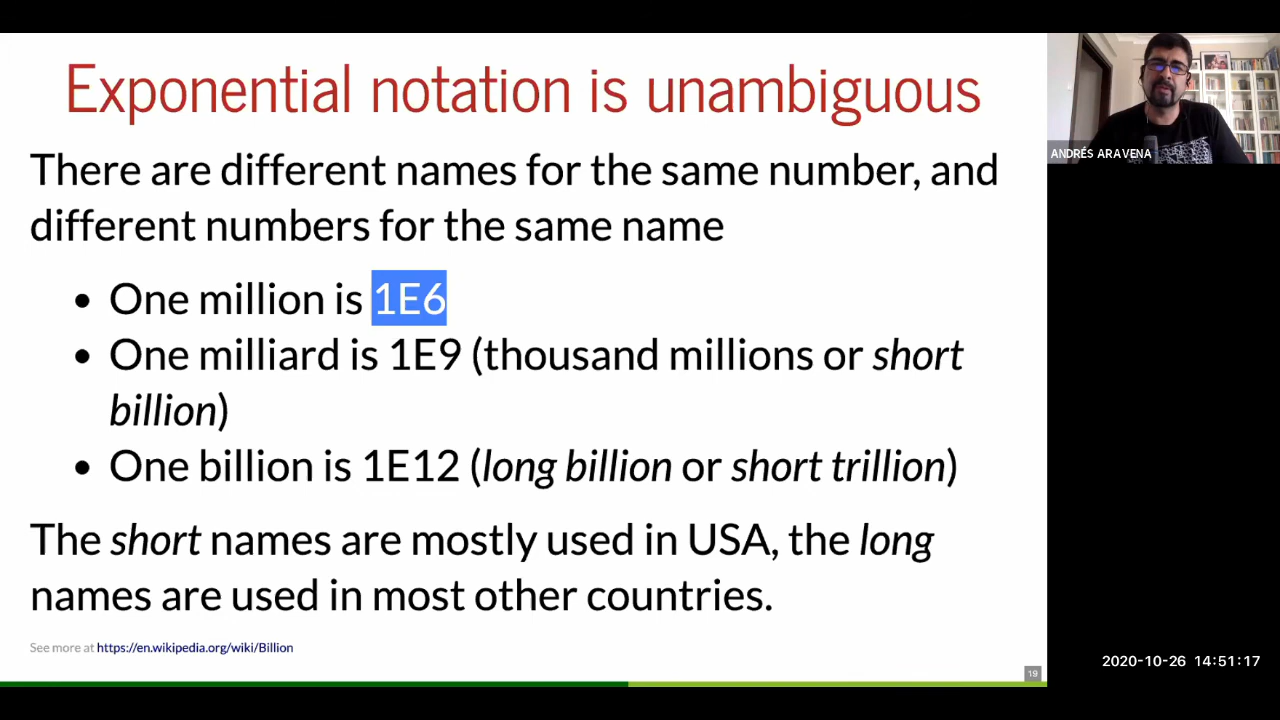 Exponential notation is unambiguous
There are different names for the same number, and
different numbers for the same name
• One million is 1E6
• One milliard is 1E9 (thousand millions or short
billion)
• One billion is 1E12 (long billion or short trillion)
The short names are mostly used in USA, the long
names are used in most other countries.
See more at https://en.wikipedia.org/wiki/Billion
19
ANDRÉS ARAVENA
2020-10-26 14:51:17